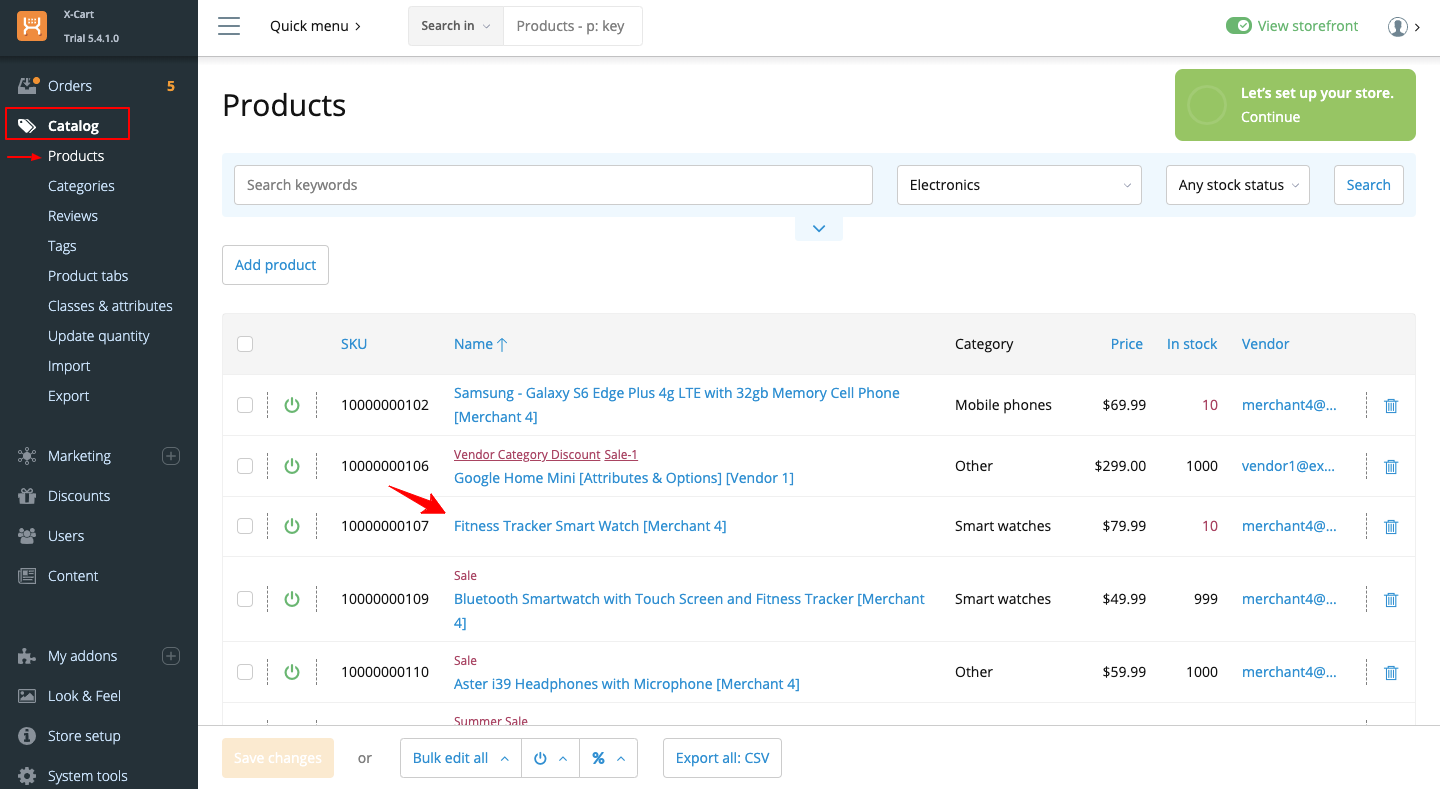 X-Cart
Trial 5.4.1.0
Quick menu
Search in
Products - p: key
View storefront
Orders 5
Catalog
Products
Categories
Reviews
Tags
Product tabs
Classes & attributes
Update quantity
Import
Export
Marketing
Discounts
Users
Content
My addons
Look & Feel
Store setup
System tools
Products
Let's set up your store.
Continue
Search keywords
Electronics
Any stock status
Search
Add product
SKU Name Category Price In stock Vendor
10000000102 Samsung - Galaxy S6 Edge Plus 4g LTE with 32gb Memory Cell Phone
[Merchant 4] Mobile phones $69.99 10 merchant4@...
Vendor Category Discount Sale-1
10000000106 Google Home Mini [Attributes & Options] [Vendor 1] Other $299.00 1000 vendor1@ex...
10000000107 Fitness Tracker Smart Watch [Merchant 4] Smart watches $79.99 10 merchant4@...
Sale
10000000109 Bluetooth Smartwatch with Touch Screen and Fitness Tracker [Merchant
4] Smart watches $49.99 999 merchant4@...
Sale
10000000110 Aster i39 Headphones with Microphone [Merchant 4] Other $59.99 1000 merchant4@...
Summer Sale
Save changes
or
Bulk edit all
%
Export all: CSV